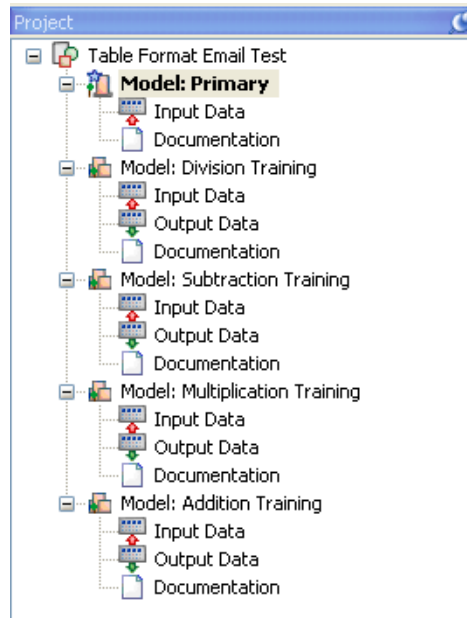 Project
Table Format Email Test
Model: Primary
Input Data
Documentation
Model: Division Training
Input Data
Output Data
Documentation
Model: Subtraction Training
Input Data
Output Data
Documentation
Model: Multiplication Training
Input Data
Output Data
Documentation
Model: Addition Training
Input Data
Output Data
Documentation